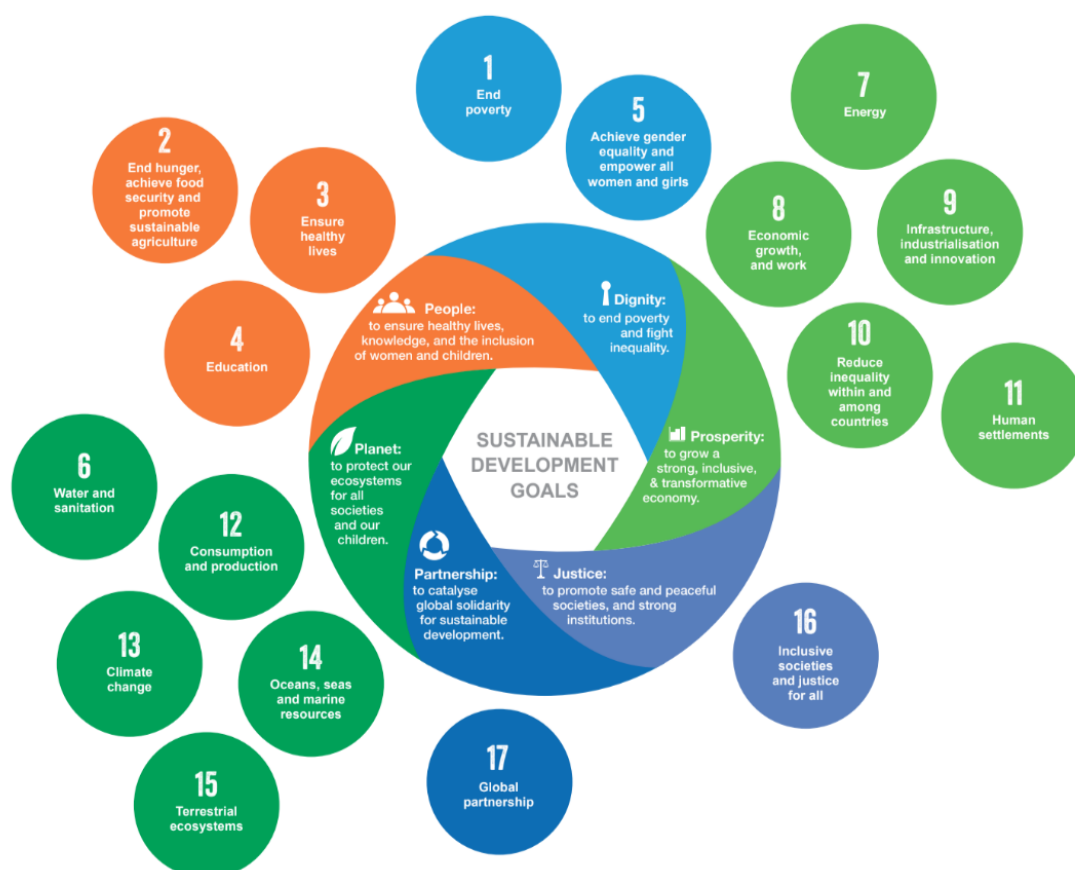 1
End
poverty
5
Achieve gender
equality and
empower all
women and girls
7
Energy
2
End hunger,
achieve food
security and
promote
sustainable
agriculture
3
Ensure
healthy
lives
8
Economic
growth,
and work
9
Infrastructure,
industrialisation
and innovation
4
Education
10
Reduce
inequality
within and
among
countries
11
Human
settlements
People:
to ensure healthy lives,
knowledge, and the inclusion
of women and children.
Dignity:
to end poverty
and fight
inequality.
Prosperity:
to grow a
strong, inclusive,
& transformative
economy.
Planet:
to protect our
ecosystems
for all
societies
and our
children.
SUSTAINABLE
DEVELOPMENT
GOALS
Partnership:
to catalyse
global solidarity
for sustainable
development.
Justice:
to promote safe and peaceful
societies, and strong
institutions.
6
Water and
sanitation
12
Consumption
and production
13
Climate
change
14
Oceans, seas
and marine
resources
15
Terrestrial
ecosystems
16
Inclusive
societies
and justice
for all
17
Global
partnership